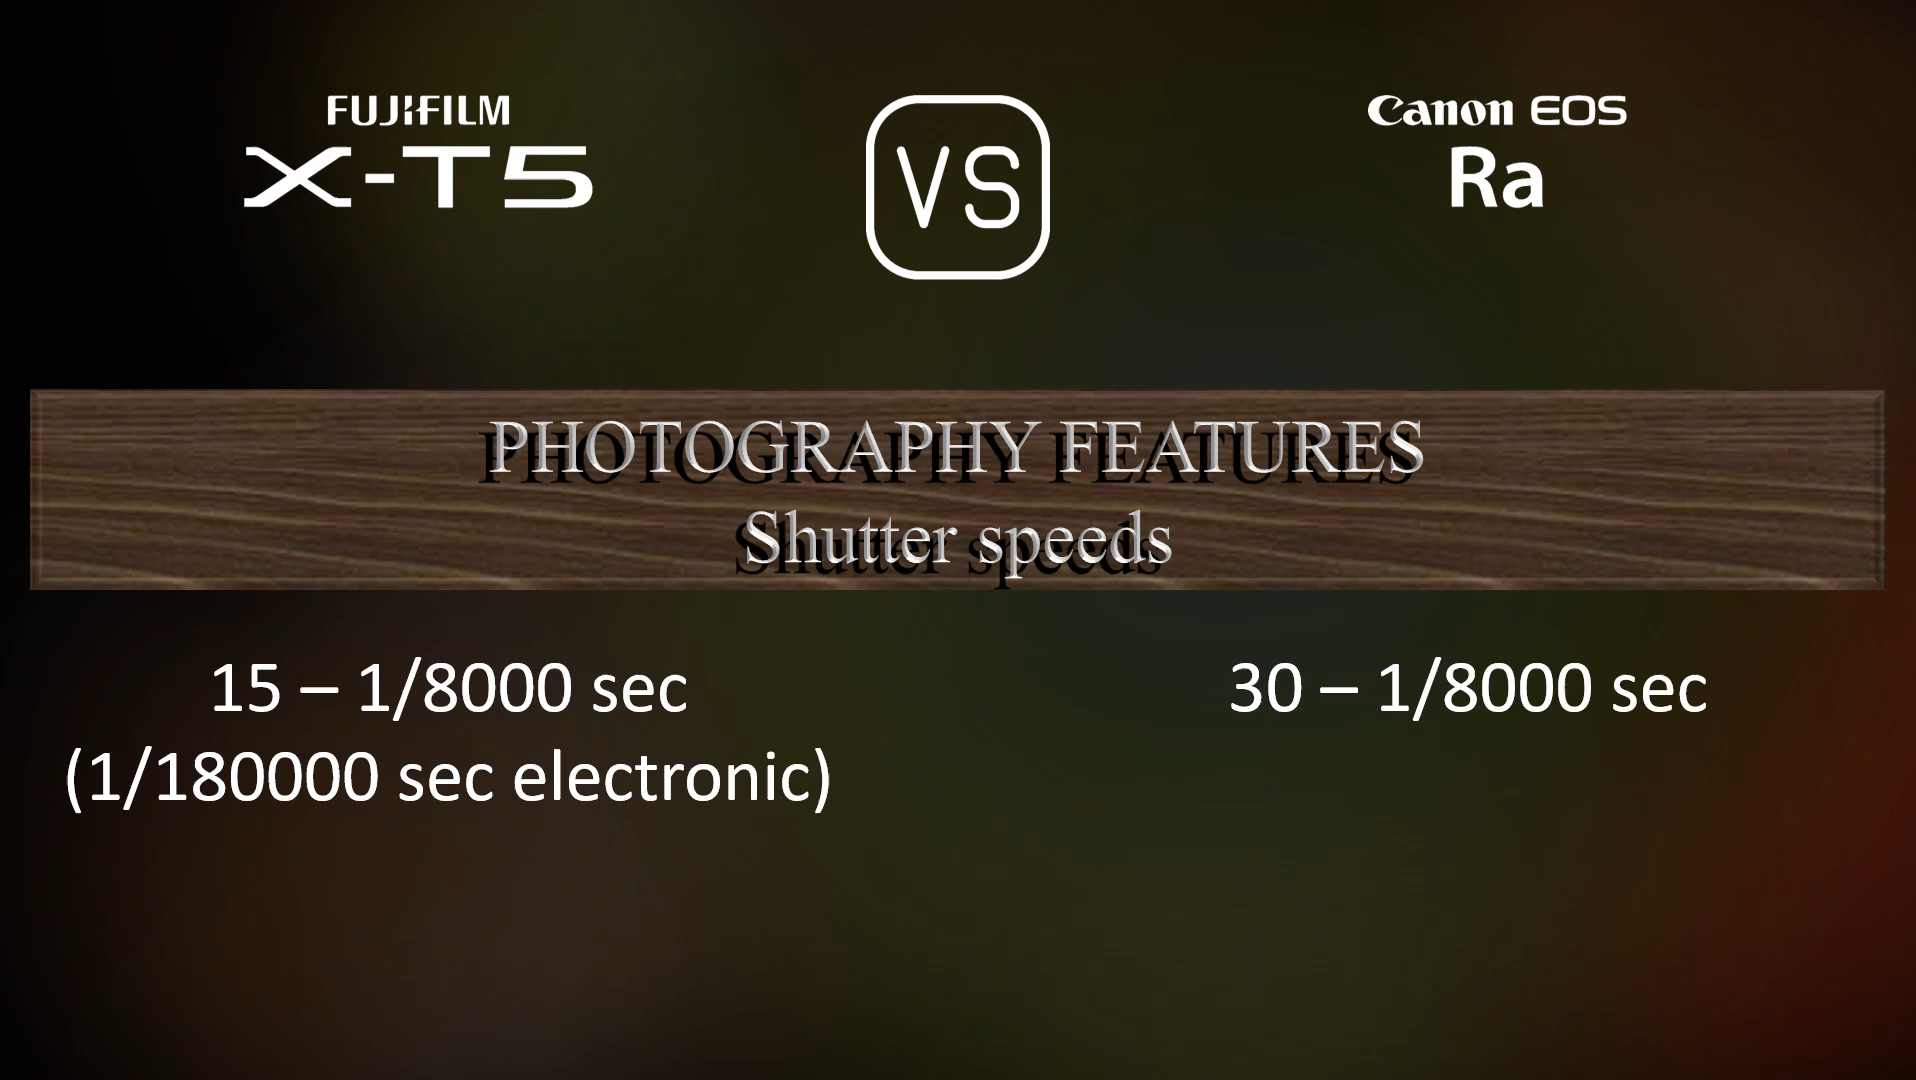 FUJIFILM
X-T5
VS
Canon EOS
Ra
PHOTOGRAPHY FEATURES
Shutter speeds
15 – 1/8000 sec
(1/180000 sec electronic)
30 – 1/8000 sec